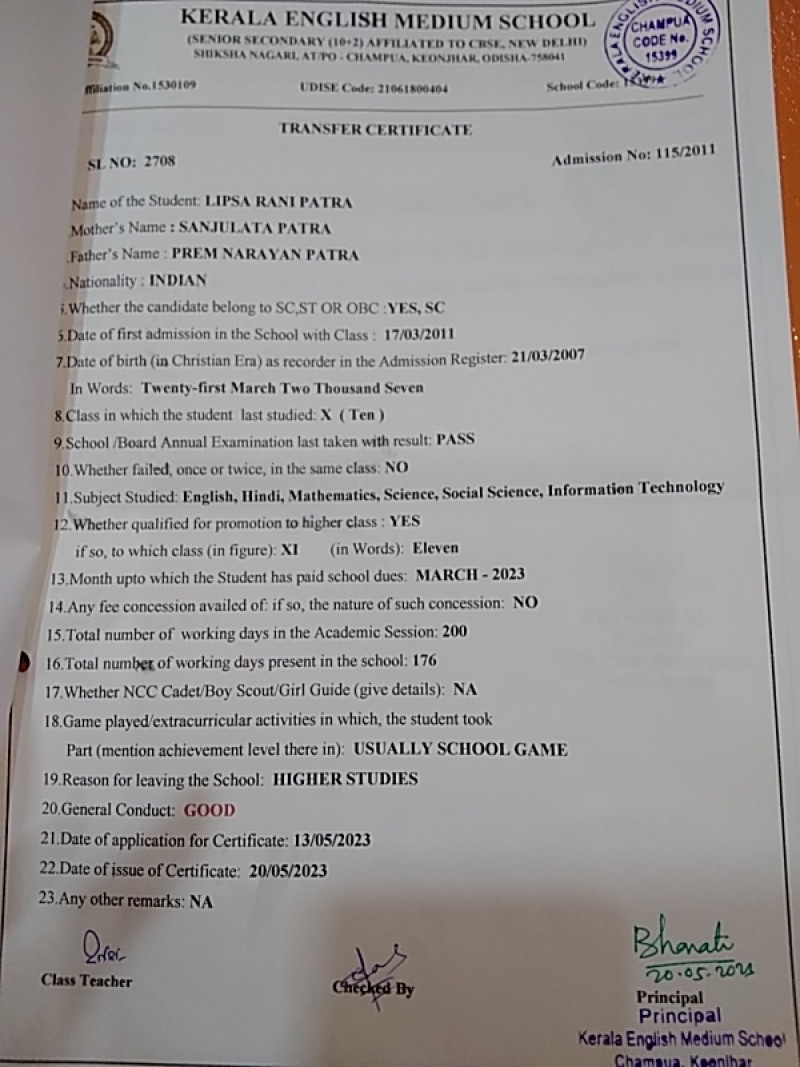 KERALA ENGLISH MEDIUM SCHOOL
(SENIOR SECONDARY (10+2) AFFILIATED TO CBSE, NEW DELHI)
SHIKSHA NAGARI, AT/PO - CHAMPUA, KEONJHAR, ODISHA-758041
KERALA ENGLISH MEDIUM SCHOOL
CHAMPUA
CODE No.
15399
ffiliation No.1530109 UDISE Code: 21061800404 School Code:
TRANSFER CERTIFICATE
SL NO: 2708 Admission No: 115/2011
Name of the Student: LIPSA RANI PATRA
Mother's Name : SANJULATA PATRA
Father's Name : PREM NARAYAN PATRA
Nationality : INDIAN
Whether the candidate belong to SC,ST OR OBC :YES, SC
Date of first admission in the School with Class : 17/03/2011
7.Date of birth (in Christian Era) as recorder in the Admission Register: 21/03/2007
In Words: Twenty-first March Two Thousand Seven
8.Class in which the student last studied: X ( Ten )
9.School /Board Annual Examination last taken with result: PASS
10.Whether failed, once or twice, in the same class: NO
11.Subject Studied: English, Hindi, Mathematics, Science, Social Science, Information Technology
12.Whether qualified for promotion to higher class : YES
if so, to which class (in figure): XI (in Words): Eleven
13.Month upto which the Student has paid school dues: MARCH - 2023
14.Any fee concession availed of: if so, the nature of such concession: NO
15.Total number of working days in the Academic Session: 200
16.Total number of working days present in the school: 176
17.Whether NCC Cadet/Boy Scout/Girl Guide (give details): NA
18.Game played/extracurricular activities in which, the student took
Part (mention achievement level there in): USUALLY SCHOOL GAME
19.Reason for leaving the School: HIGHER STUDIES
20.General Conduct: GOOD
21.Date of application for Certificate: 13/05/2023
22.Date of issue of Certificate: 20/05/2023
23.Any other remarks: NA
Bharati
Class Teacher Checked By Principal
Principal
Kerala English Medium School
Champua, Keonjhar